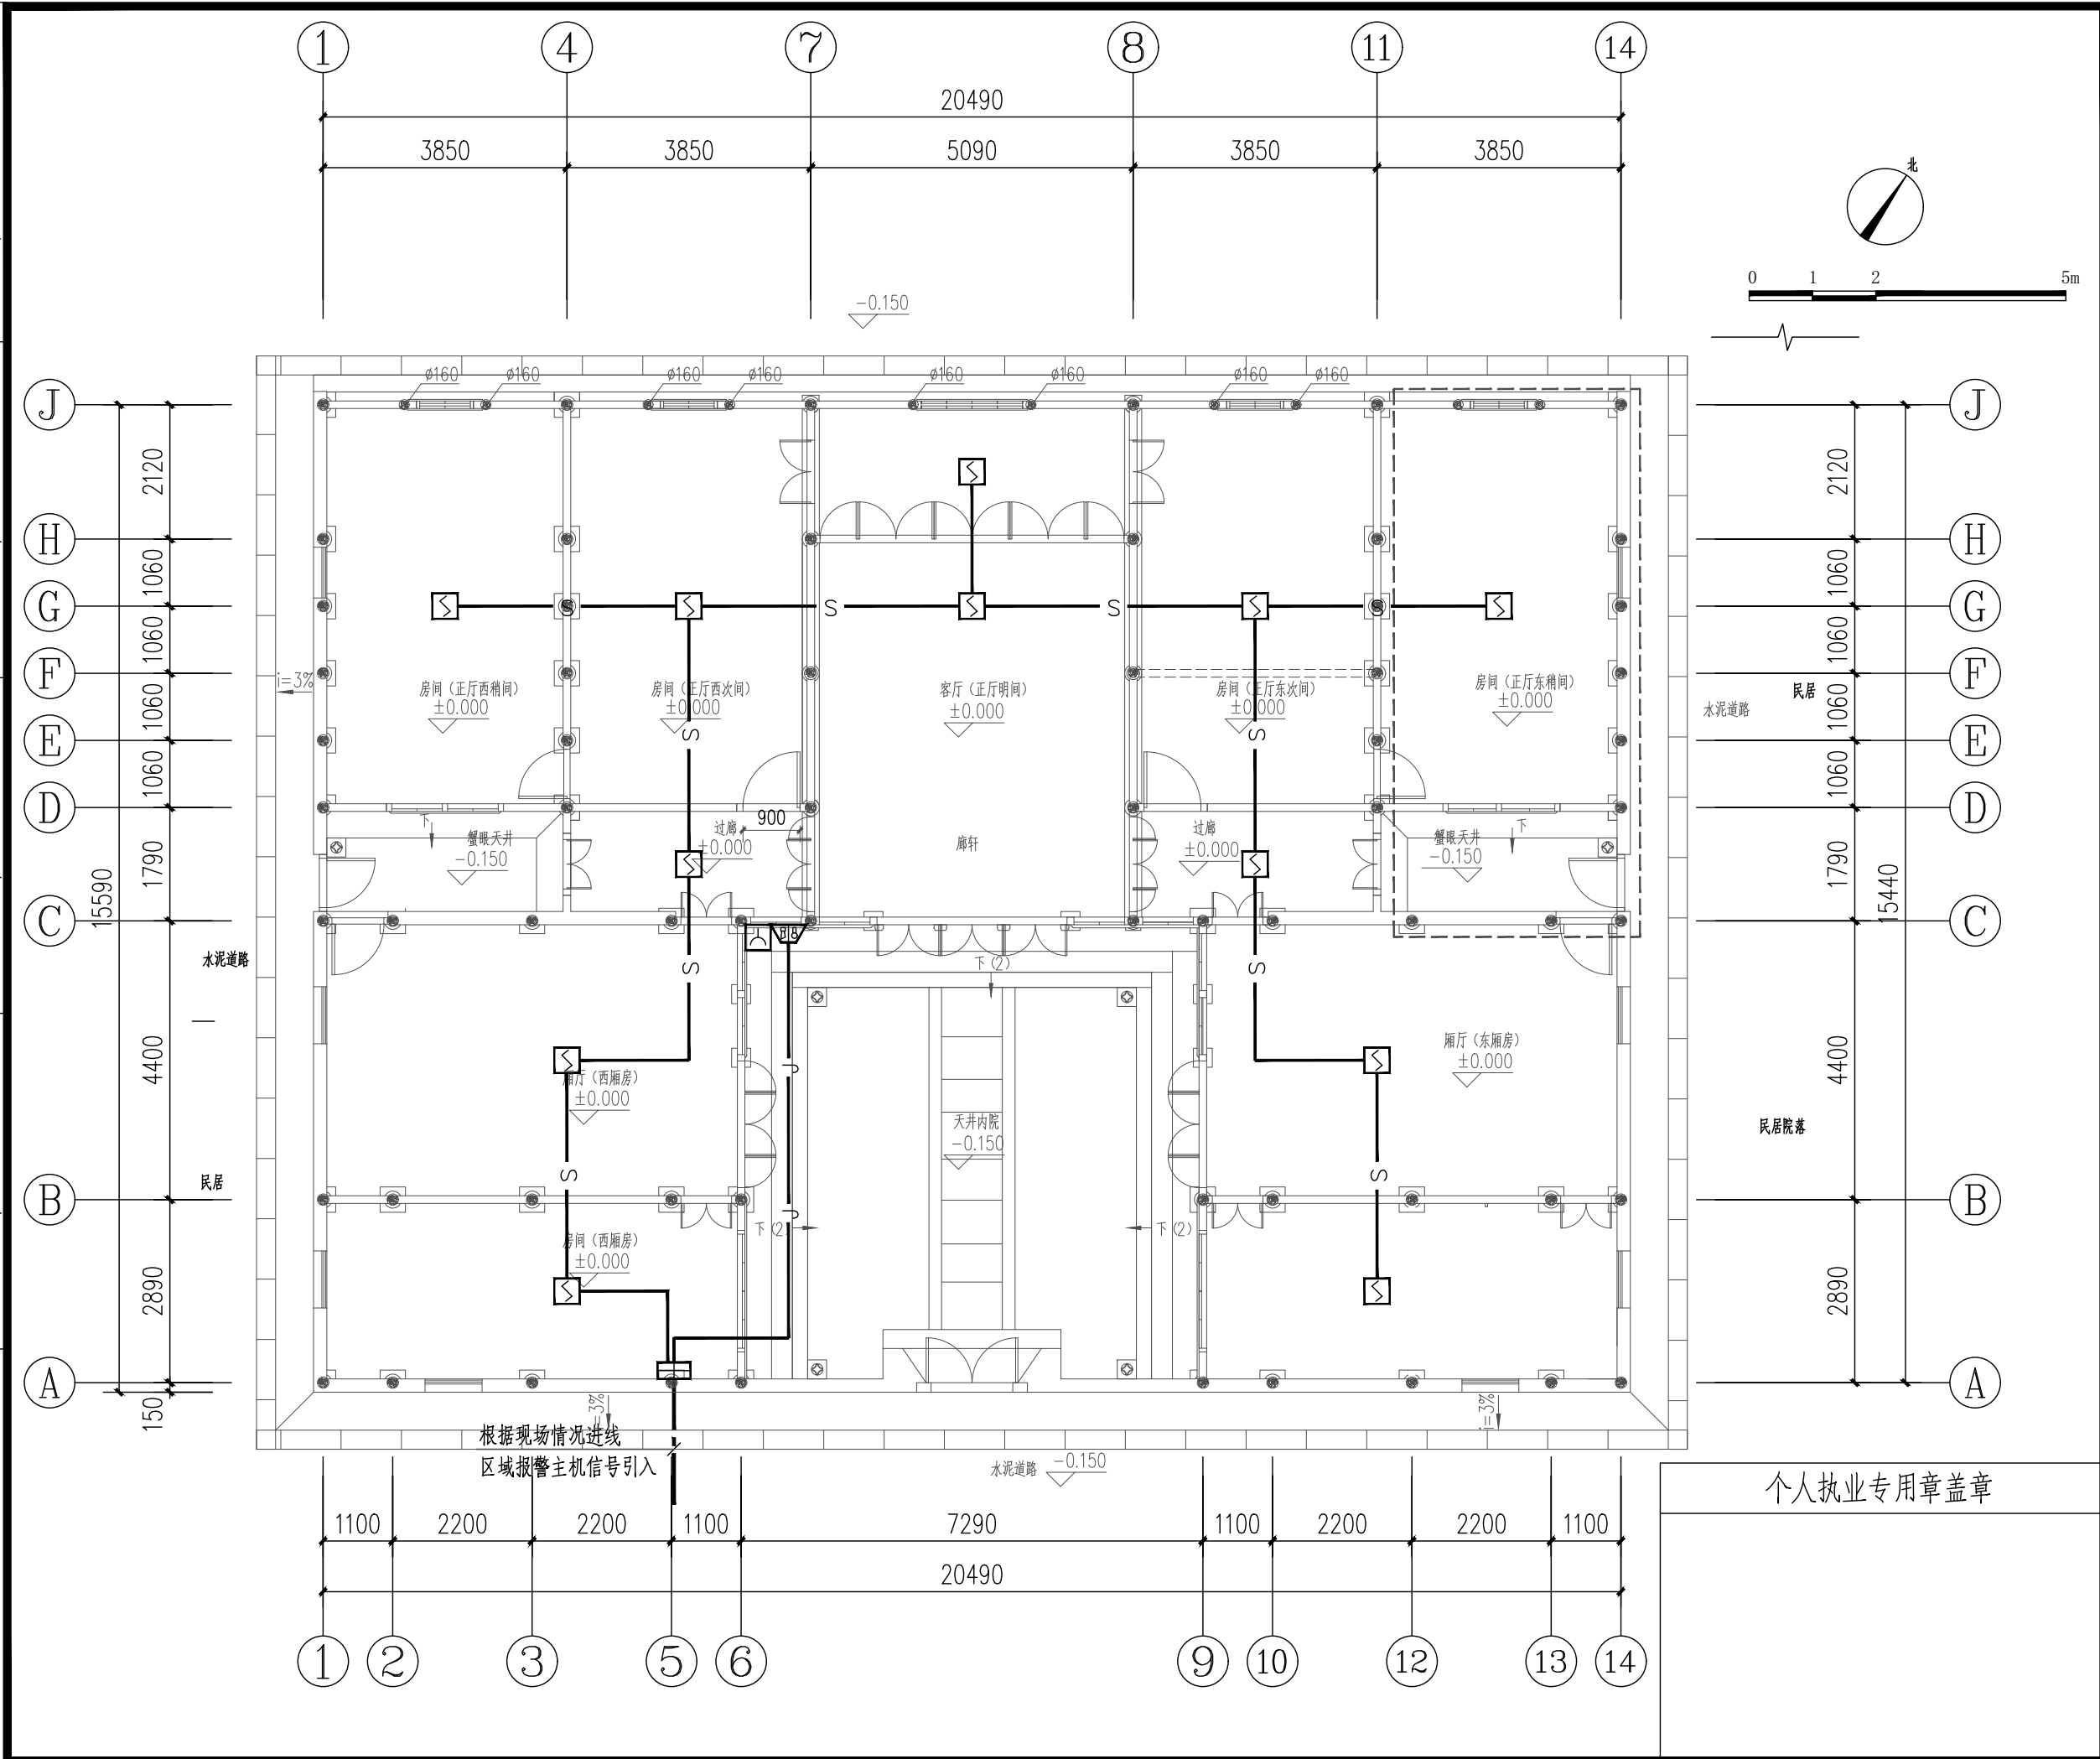 1 4 7 8 11 14
20490
3850 3850 5090 3850 3850
北
0 1 2 5m
-0.150
ø160 ø160 ø160 ø160 ø160 ø160 ø160 ø160
J J
2120 2120
H H
1060 1060
G S S S S G
1060 1060
F F
i=3%
房间（正厅西稍间） 房间（正厅西次间） 客厅（正厅明间） 房间（正厅东次间） 房间（正厅东稍间）
±0.000 ±0.000 ±0.000 ±0.000 ±0.000
民居
水泥道路
1060 1060
S S
E E
1060 1060
D D
下 蟹眼天井 过廊 900 廊轩 过廊 蟹眼天井 下
-0.150 ±0.000 ±0.000 -0.150
1790 1790
15590 15440
C C
水泥道路
S S
下(2)
4400 4400
厢厅（西厢房） 厢厅（东厢房）
±0.000 ±0.000
J
天井内院
-0.150
民居院落
S S
民居
B B
J
下(2) 下(2)
房间（西厢房）
±0.000
2890 2890
A A
150
i=3% i=3%
根据现场情况进线
区域报警主机信号引入
水泥道路 -0.150
个人执业专用章盖章
1100 2200 2200 1100 7290 1100 2200 2200 1100
20490
1 2 3 5 6 9 10 12 13 14